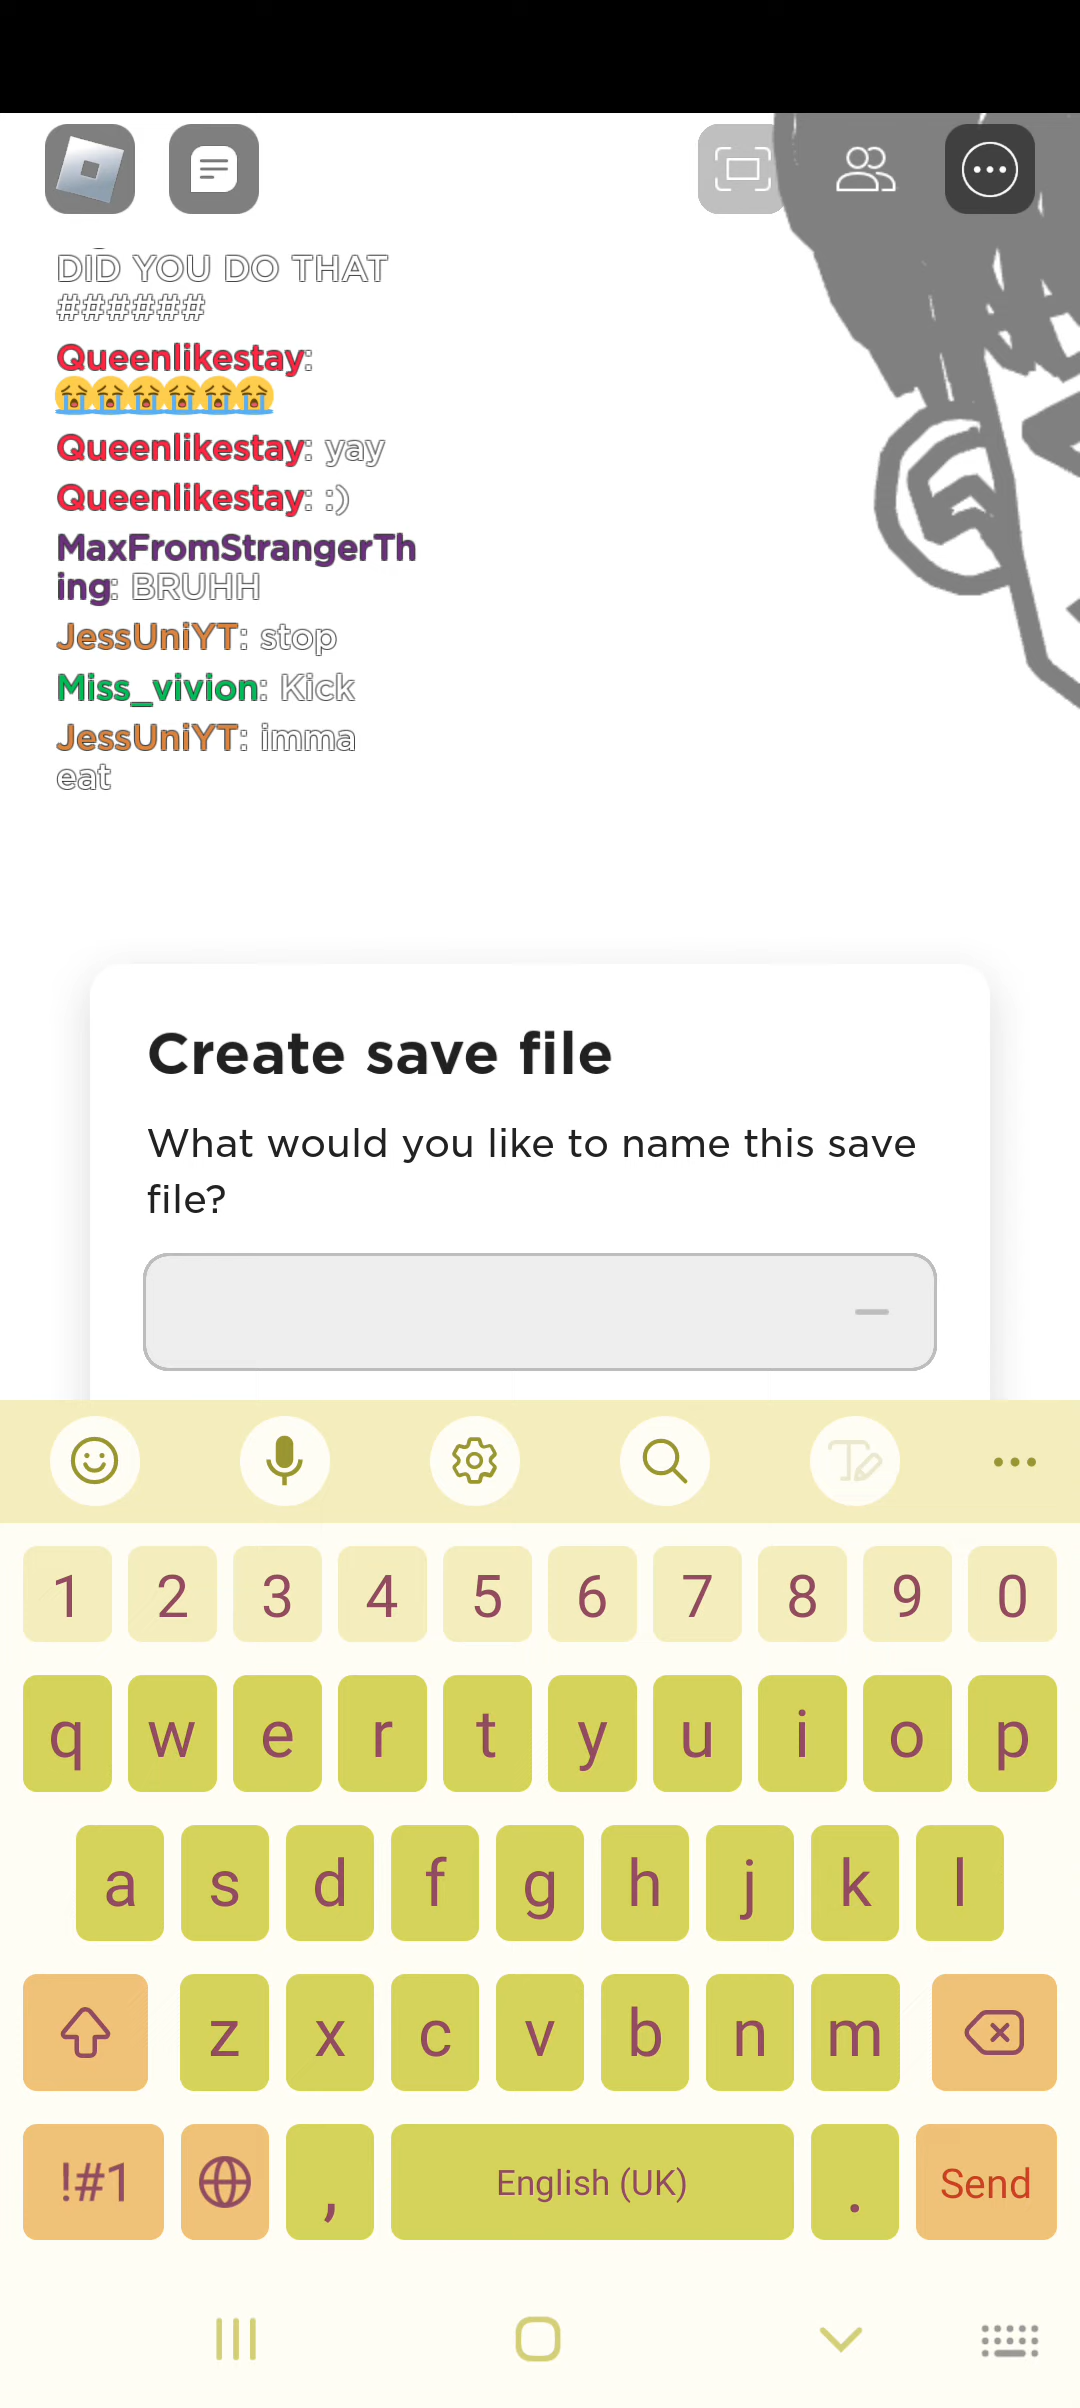 DID YOU DO THAT
######
Queenlikestay:
😭😭😭😭😭😭
Queenlikestay: yay
Queenlikestay: :)
MaxFromStrangerTh
ing: BRUHH
JessUniYT: stop
Miss_vivion: Kick
JessUniYT: imma
eat
Create save file
What would you like to name this save
file?
1 2 3 4 5 6 7 8 9 0
q w e r t y u i o p
a s d f g h j k l
z x c v b n m
!#1 , English (UK) . Send